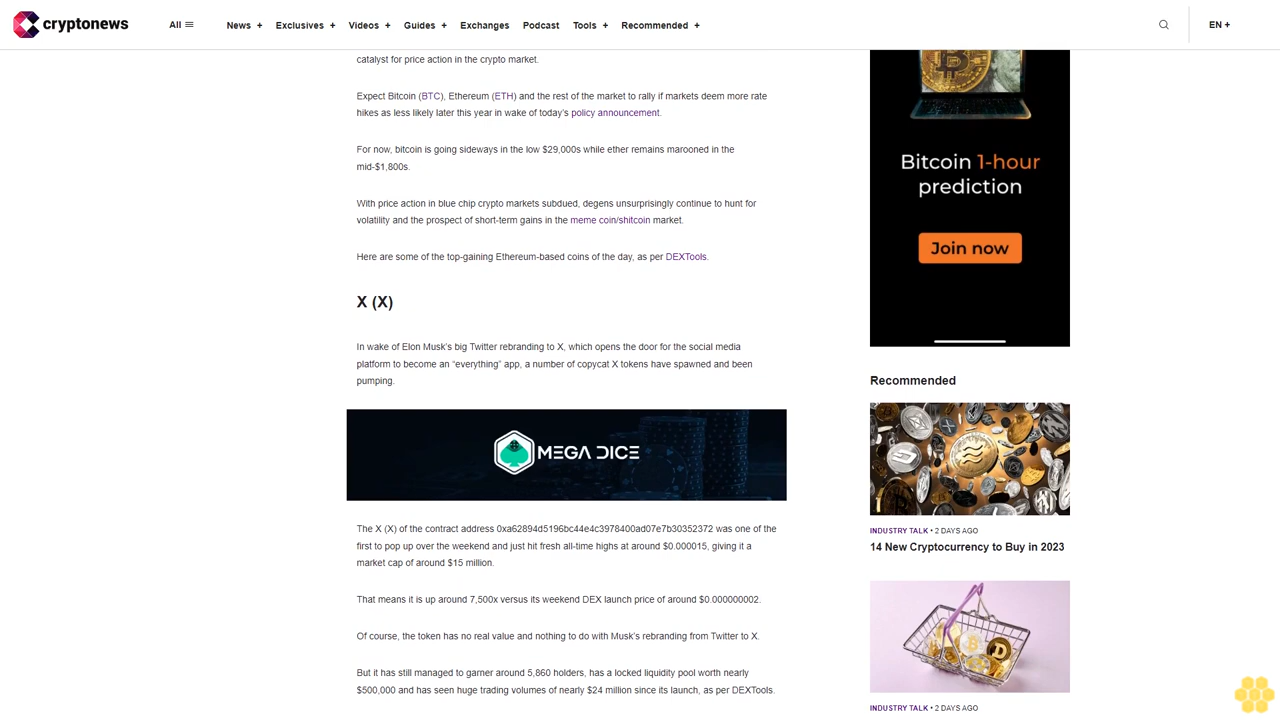 cryptonews
All
News +
Exclusives +
Videos +
Guides +
Exchanges
Podcast
Tools +
Recommended +
EN +
catalyst for price action in the crypto market.
Expect Bitcoin (BTC), Ethereum (ETH) and the rest of the market to rally if markets deem more rate
hikes as less likely later this year in wake of today's policy announcement.
For now, bitcoin is going sideways in the low $29,000s while ether remains marooned in the
mid-$1,800s.
With price action in blue chip crypto markets subdued, degens unsurprisingly continue to hunt for
volatility and the prospect of short-term gains in the meme coin/shitcoin market.
Here are some of the top-gaining Ethereum-based coins of the day, as per DEXTools.
X (X)
In wake of Elon Musk's big Twitter rebranding to X, which opens the door for the social media
platform to become an “everything” app, a number of copycat X tokens have spawned and been
pumping.
MEGA DICE
The X (X) of the contract address 0xa62894d5196bc44e4c3978400ad07e7b30352372 was one of the
first to pop up over the weekend and just hit fresh all-time highs at around $0.000015, giving it a
market cap of around $15 million.
That means it is up around 7,500x versus its weekend DEX launch price of around $0.000000002.
Of course, the token has no real value and nothing to do with Musk's rebranding from Twitter to X.
But it has still managed to garner around 5,860 holders, has a locked liquidity pool worth nearly
$500,000 and has seen huge trading volumes of nearly $24 million since its launch, as per DEXTools.
Bitcoin 1-hour
prediction
Join now
Recommended
INDUSTRY TALK • 2 DAYS AGO
14 New Cryptocurrency to Buy in 2023
INDUSTRY TALK • 2 DAYS AGO